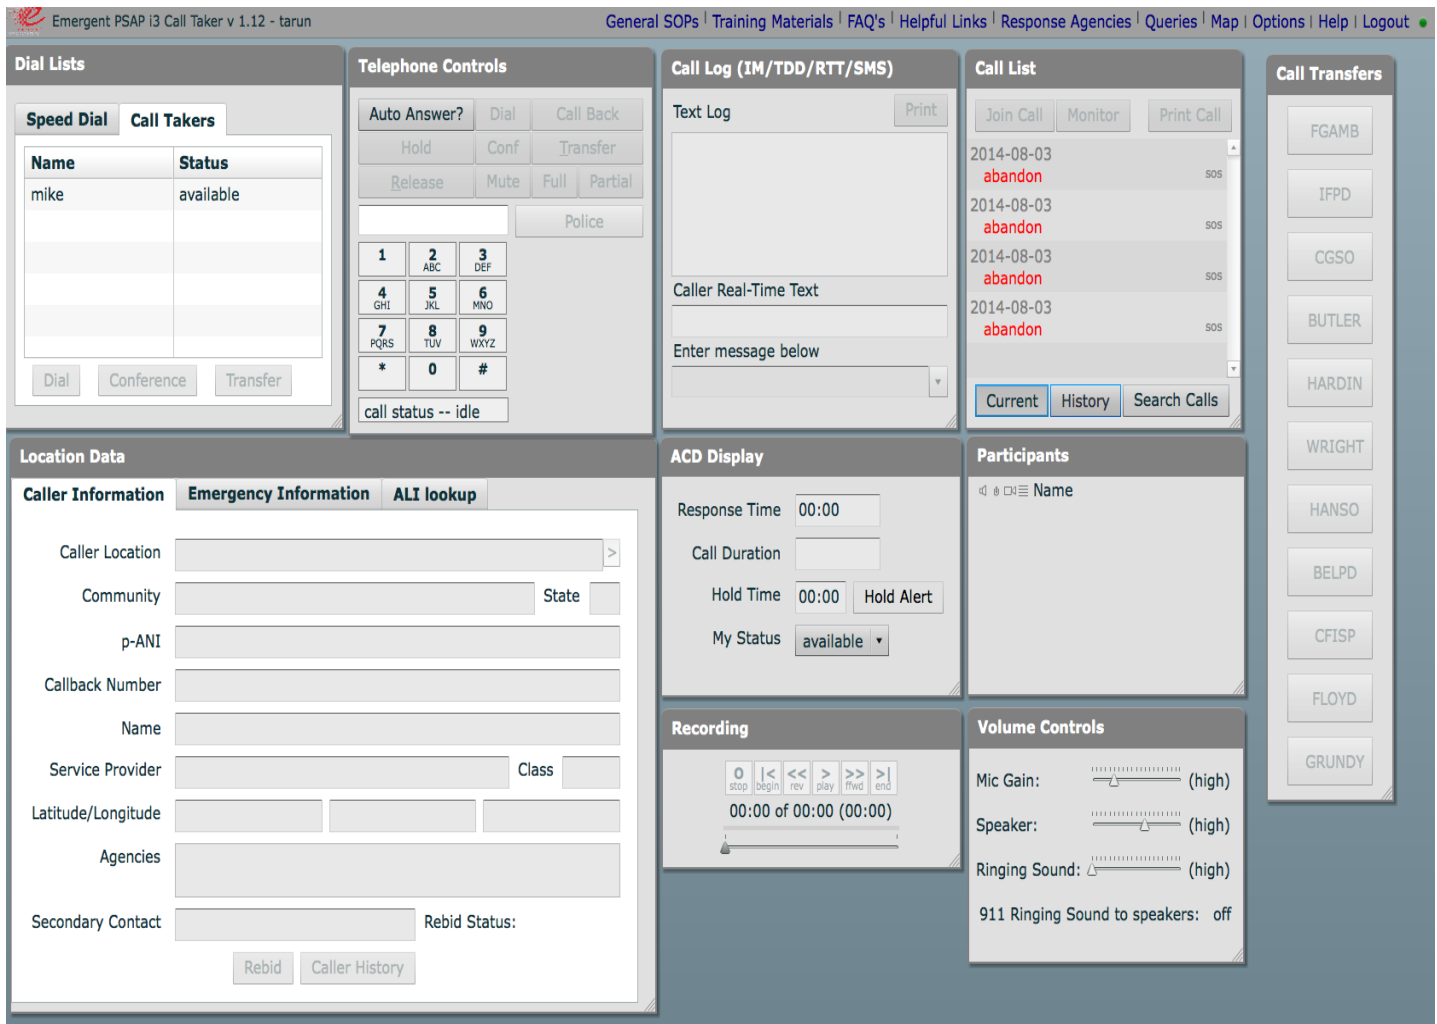 Emergent PSAP i3 Call Taker v 1.12 - tarun
General SOPs | Training Materials | FAQ's | Helpful Links | Response Agencies | Queries | Map | Options | Help | Logout
Dial Lists
Speed Dial Call Takers
Name Status
mike available
Dial Conference Transfer
Telephone Controls
Auto Answer? Dial Call Back
Hold Conf Transfer
Release Mute Full Partial
Police
1 2 ABC 3 DEF
4 GHI 5 JKL 6 MNO
7 PQRS 8 TUV 9 WXYZ
* 0 #
call status -- idle
Call Log (IM/TDD/RTT/SMS)
Text Log Print
Caller Real-Time Text
Enter message below
Call List
Join Call Monitor Print Call
2014-08-03
abandon sos
2014-08-03
abandon sos
2014-08-03
abandon sos
2014-08-03
abandon sos
Current History Search Calls
Call Transfers
FGAMB
IFPD
CGSO
BUTLER
HARDIN
WRIGHT
HANSO
BELPD
CFISP
FLOYD
GRUNDY
Location Data
Caller Information Emergency Information ALI lookup
Caller Location >
Community State
p-ANI
Callback Number
Name
Service Provider Class
Latitude/Longitude
Agencies
Secondary Contact Rebid Status:
Rebid Caller History
ACD Display
Response Time 00:00
Call Duration
Hold Time 00:00 Hold Alert
My Status available
Participants
Name
Recording
O |< << > >> >|
stop begin rev play ffwd end
00:00 of 00:00 (00:00)
Volume Controls
Mic Gain: (high)
Speaker: (high)
Ringing Sound: (high)
911 Ringing Sound to speakers: off